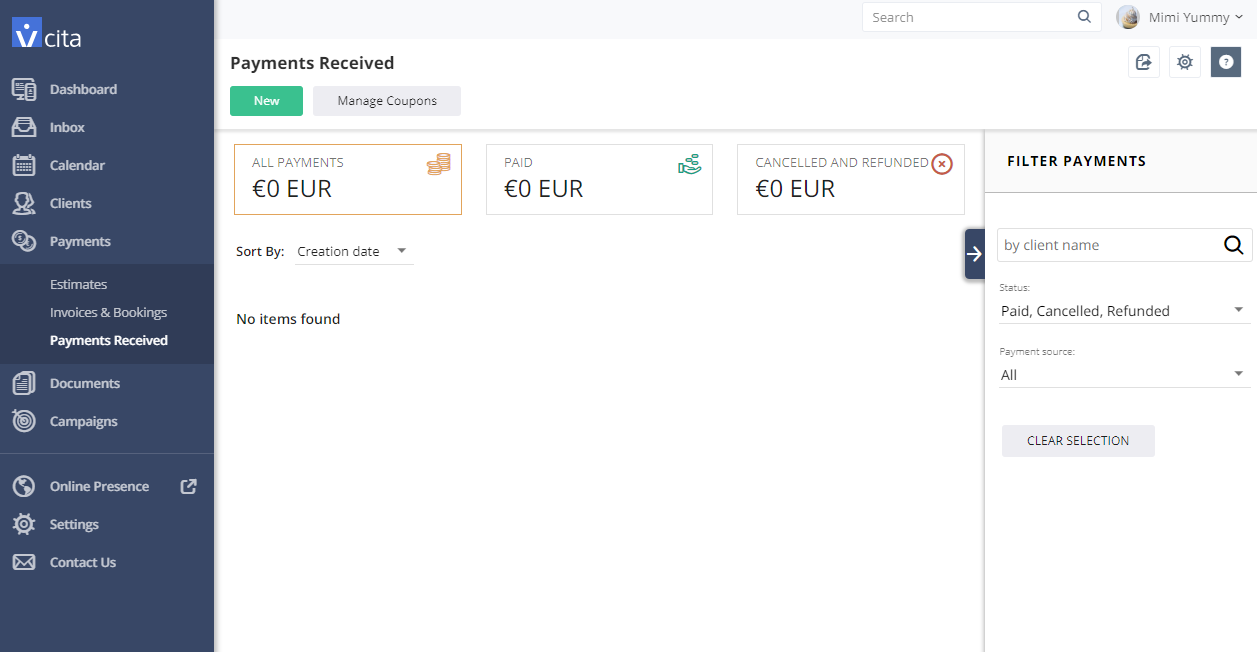 vcita
Dashboard
Inbox
Calendar
Clients
Payments
Estimates
Invoices & Bookings
Payments Received
Documents
Campaigns
Online Presence
Settings
Contact Us
Search
Mimi Yummy
Payments Received
?
New
Manage Coupons
ALL PAYMENTS
€0 EUR
PAID
€0 EUR
CANCELLED AND REFUNDED
€0 EUR
Sort By: Creation date
No items found
FILTER PAYMENTS
by client name
Status:
Paid, Cancelled, Refunded
Payment source:
All
CLEAR SELECTION